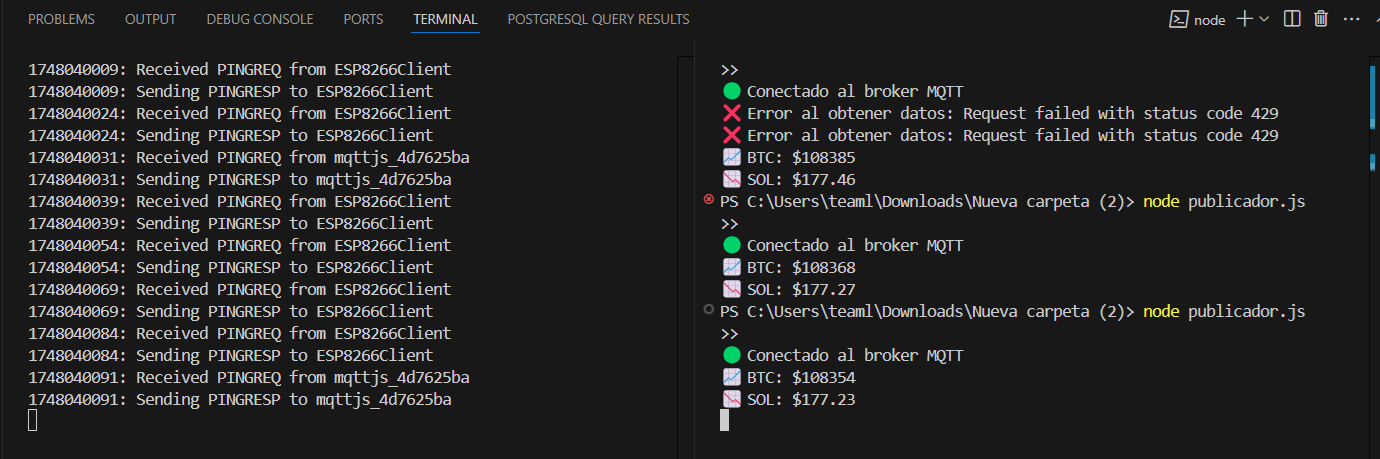 PROBLEMS OUTPUT DEBUG CONSOLE PORTS TERMINAL POSTGRESQL QUERY RESULTS
node
1748040009: Received PINGREQ from ESP8266Client
1748040009: Sending PINGRESP to ESP8266Client
1748040024: Received PINGREQ from ESP8266Client
1748040024: Sending PINGRESP to ESP8266Client
1748040031: Received PINGREQ from mqttjs_4d7625ba
1748040031: Sending PINGRESP to mqttjs_4d7625ba
1748040039: Received PINGREQ from ESP8266Client
1748040039: Sending PINGRESP to ESP8266Client
1748040054: Received PINGREQ from ESP8266Client
1748040054: Sending PINGRESP to ESP8266Client
1748040069: Received PINGREQ from ESP8266Client
1748040069: Sending PINGRESP to ESP8266Client
1748040084: Received PINGREQ from ESP8266Client
1748040084: Sending PINGRESP to ESP8266Client
1748040091: Received PINGREQ from mqttjs_4d7625ba
1748040091: Sending PINGRESP to mqttjs_4d7625ba
>>
🟢 Conectado al broker MQTT
❌ Error al obtener datos: Request failed with status code 429
❌ Error al obtener datos: Request failed with status code 429
📈 BTC: $108385
📉 SOL: $177.46
PS C:\Users\teaml\Downloads\Nueva carpeta (2)> node publicador.js
>>
🟢 Conectado al broker MQTT
📈 BTC: $108368
📉 SOL: $177.27
PS C:\Users\teaml\Downloads\Nueva carpeta (2)> node publicador.js
>>
🟢 Conectado al broker MQTT
📈 BTC: $108354
📉 SOL: $177.23